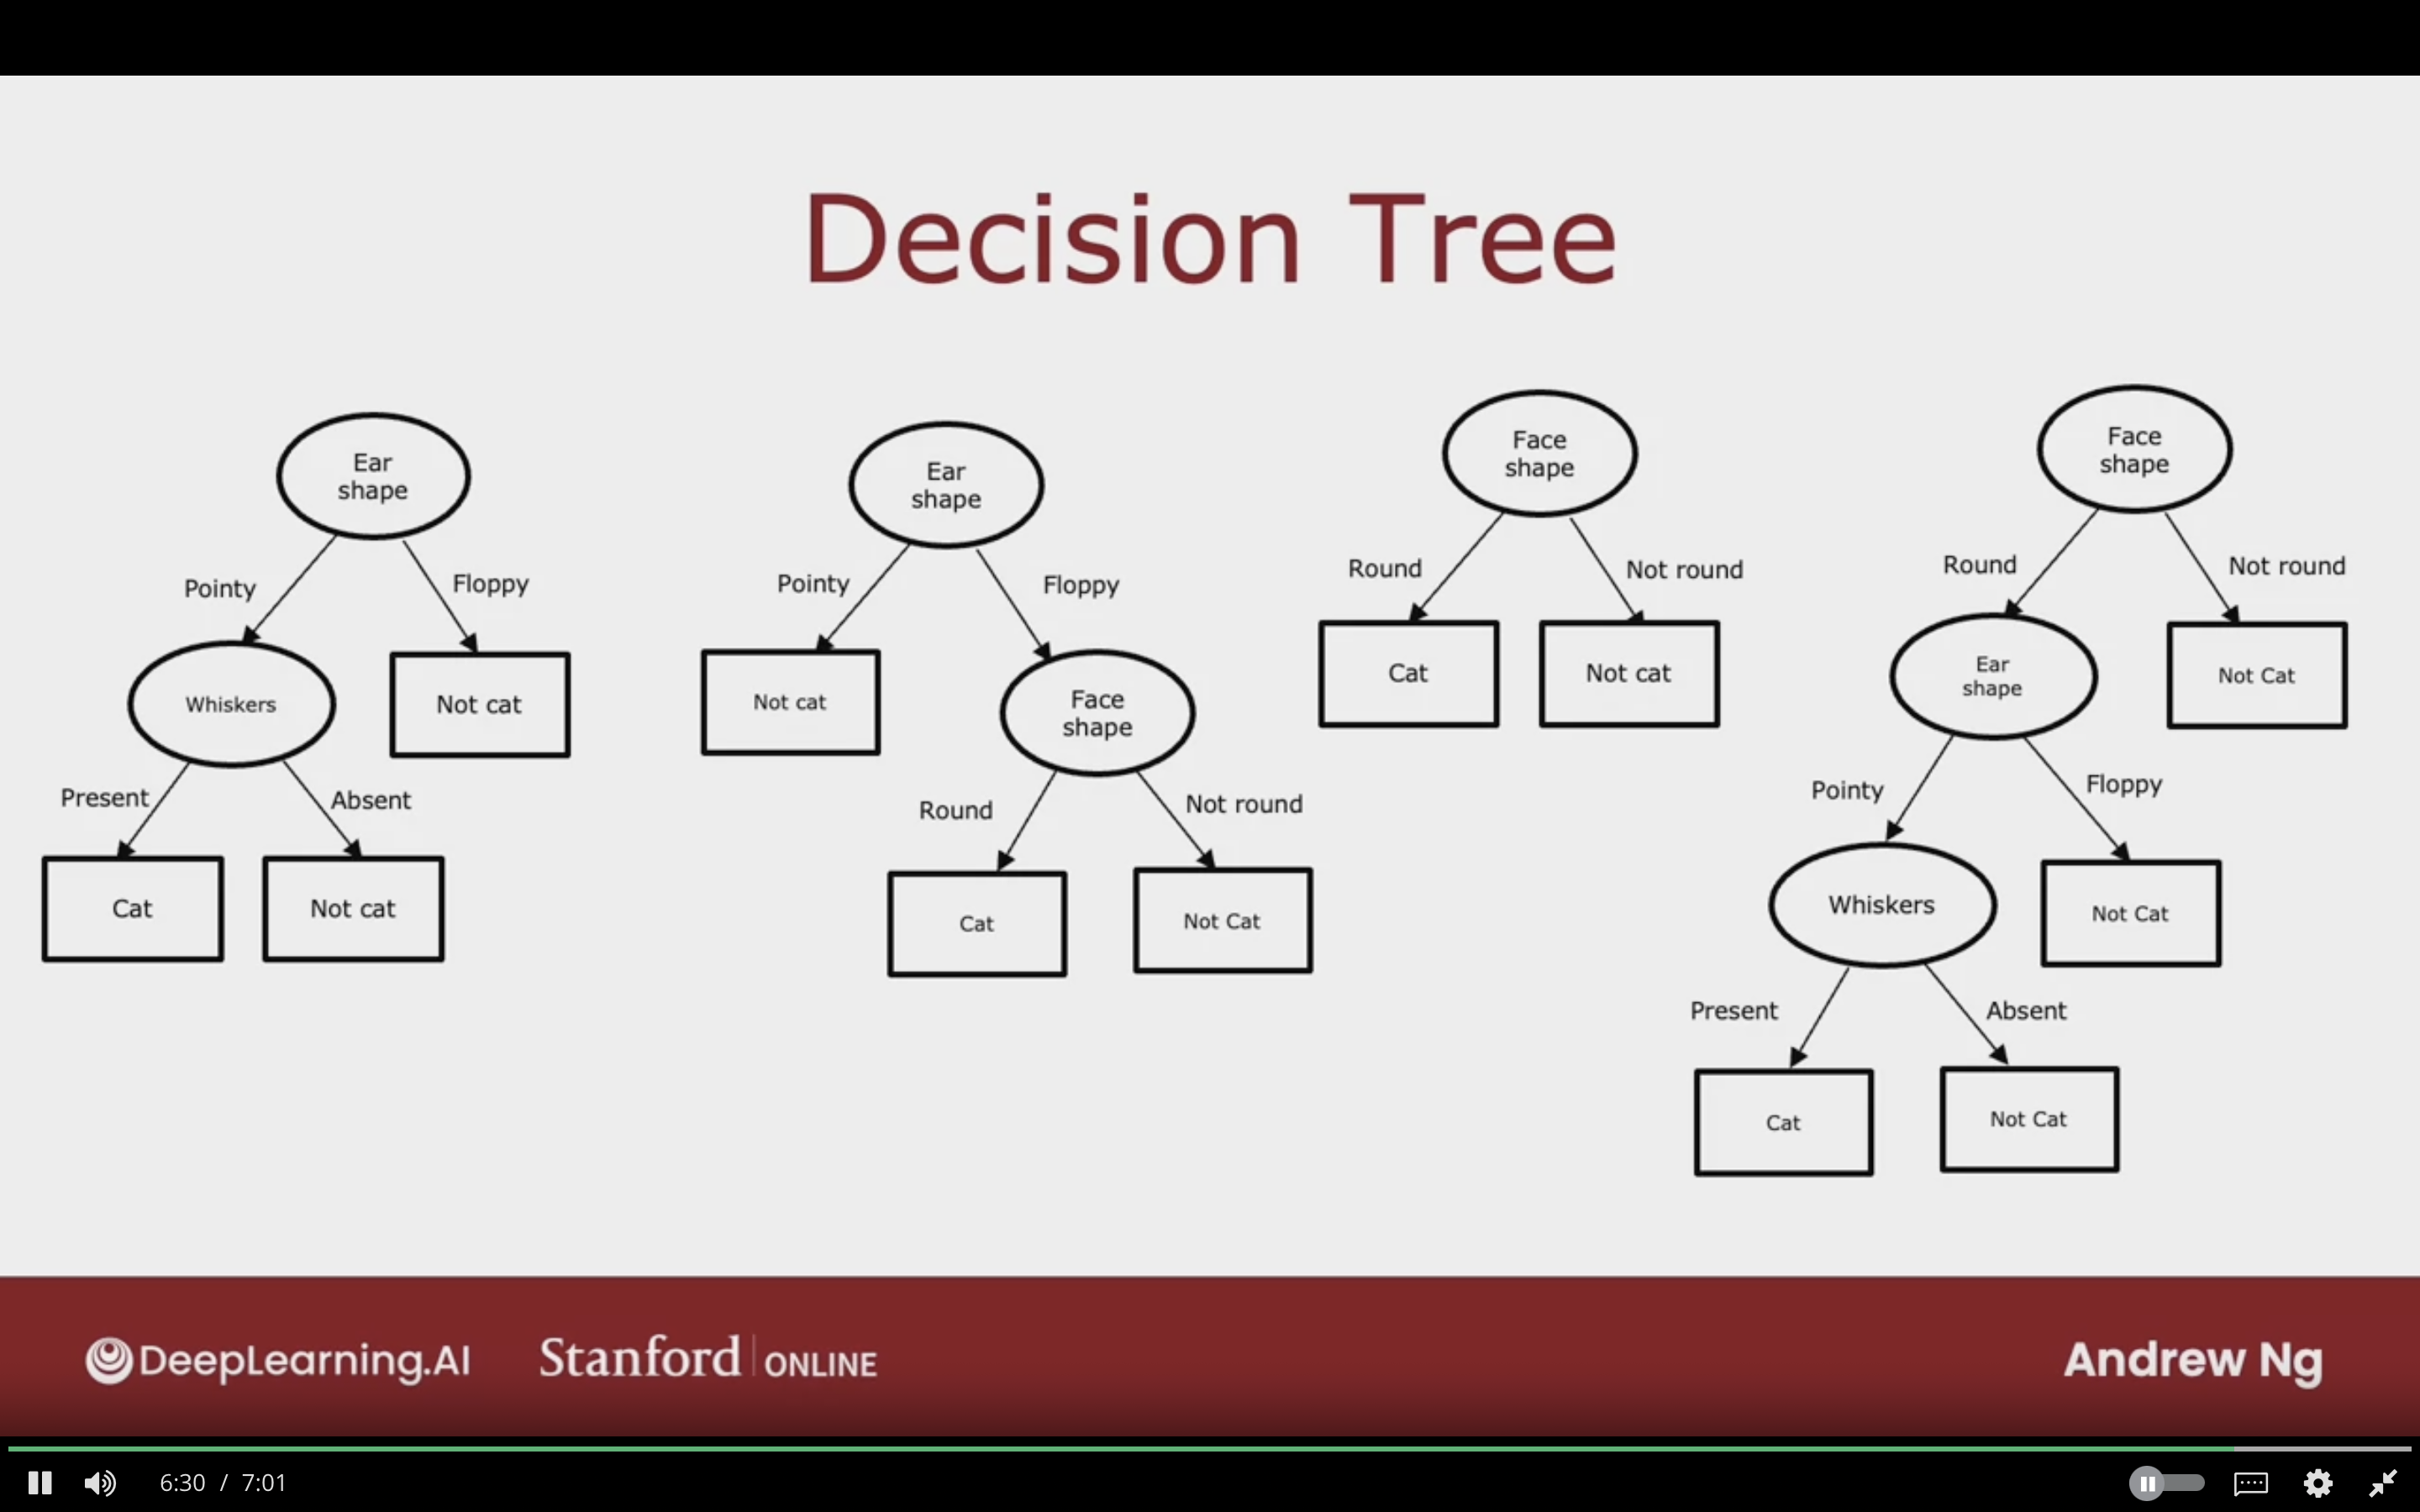 Decision Tree
Ear
shape
Pointy
Floppy
Whiskers
Not cat
Present
Absent
Cat
Not cat
Ear
shape
Pointy
Floppy
Not cat
Face
shape
Round
Not round
Cat
Not Cat
Face
shape
Round
Not round
Cat
Not cat
Face
shape
Round
Not round
Ear
shape
Not Cat
Pointy
Floppy
Whiskers
Not Cat
Present
Absent
Cat
Not Cat
DeepLearning.AI
Stanford ONLINE
Andrew Ng
6:30 / 7:01